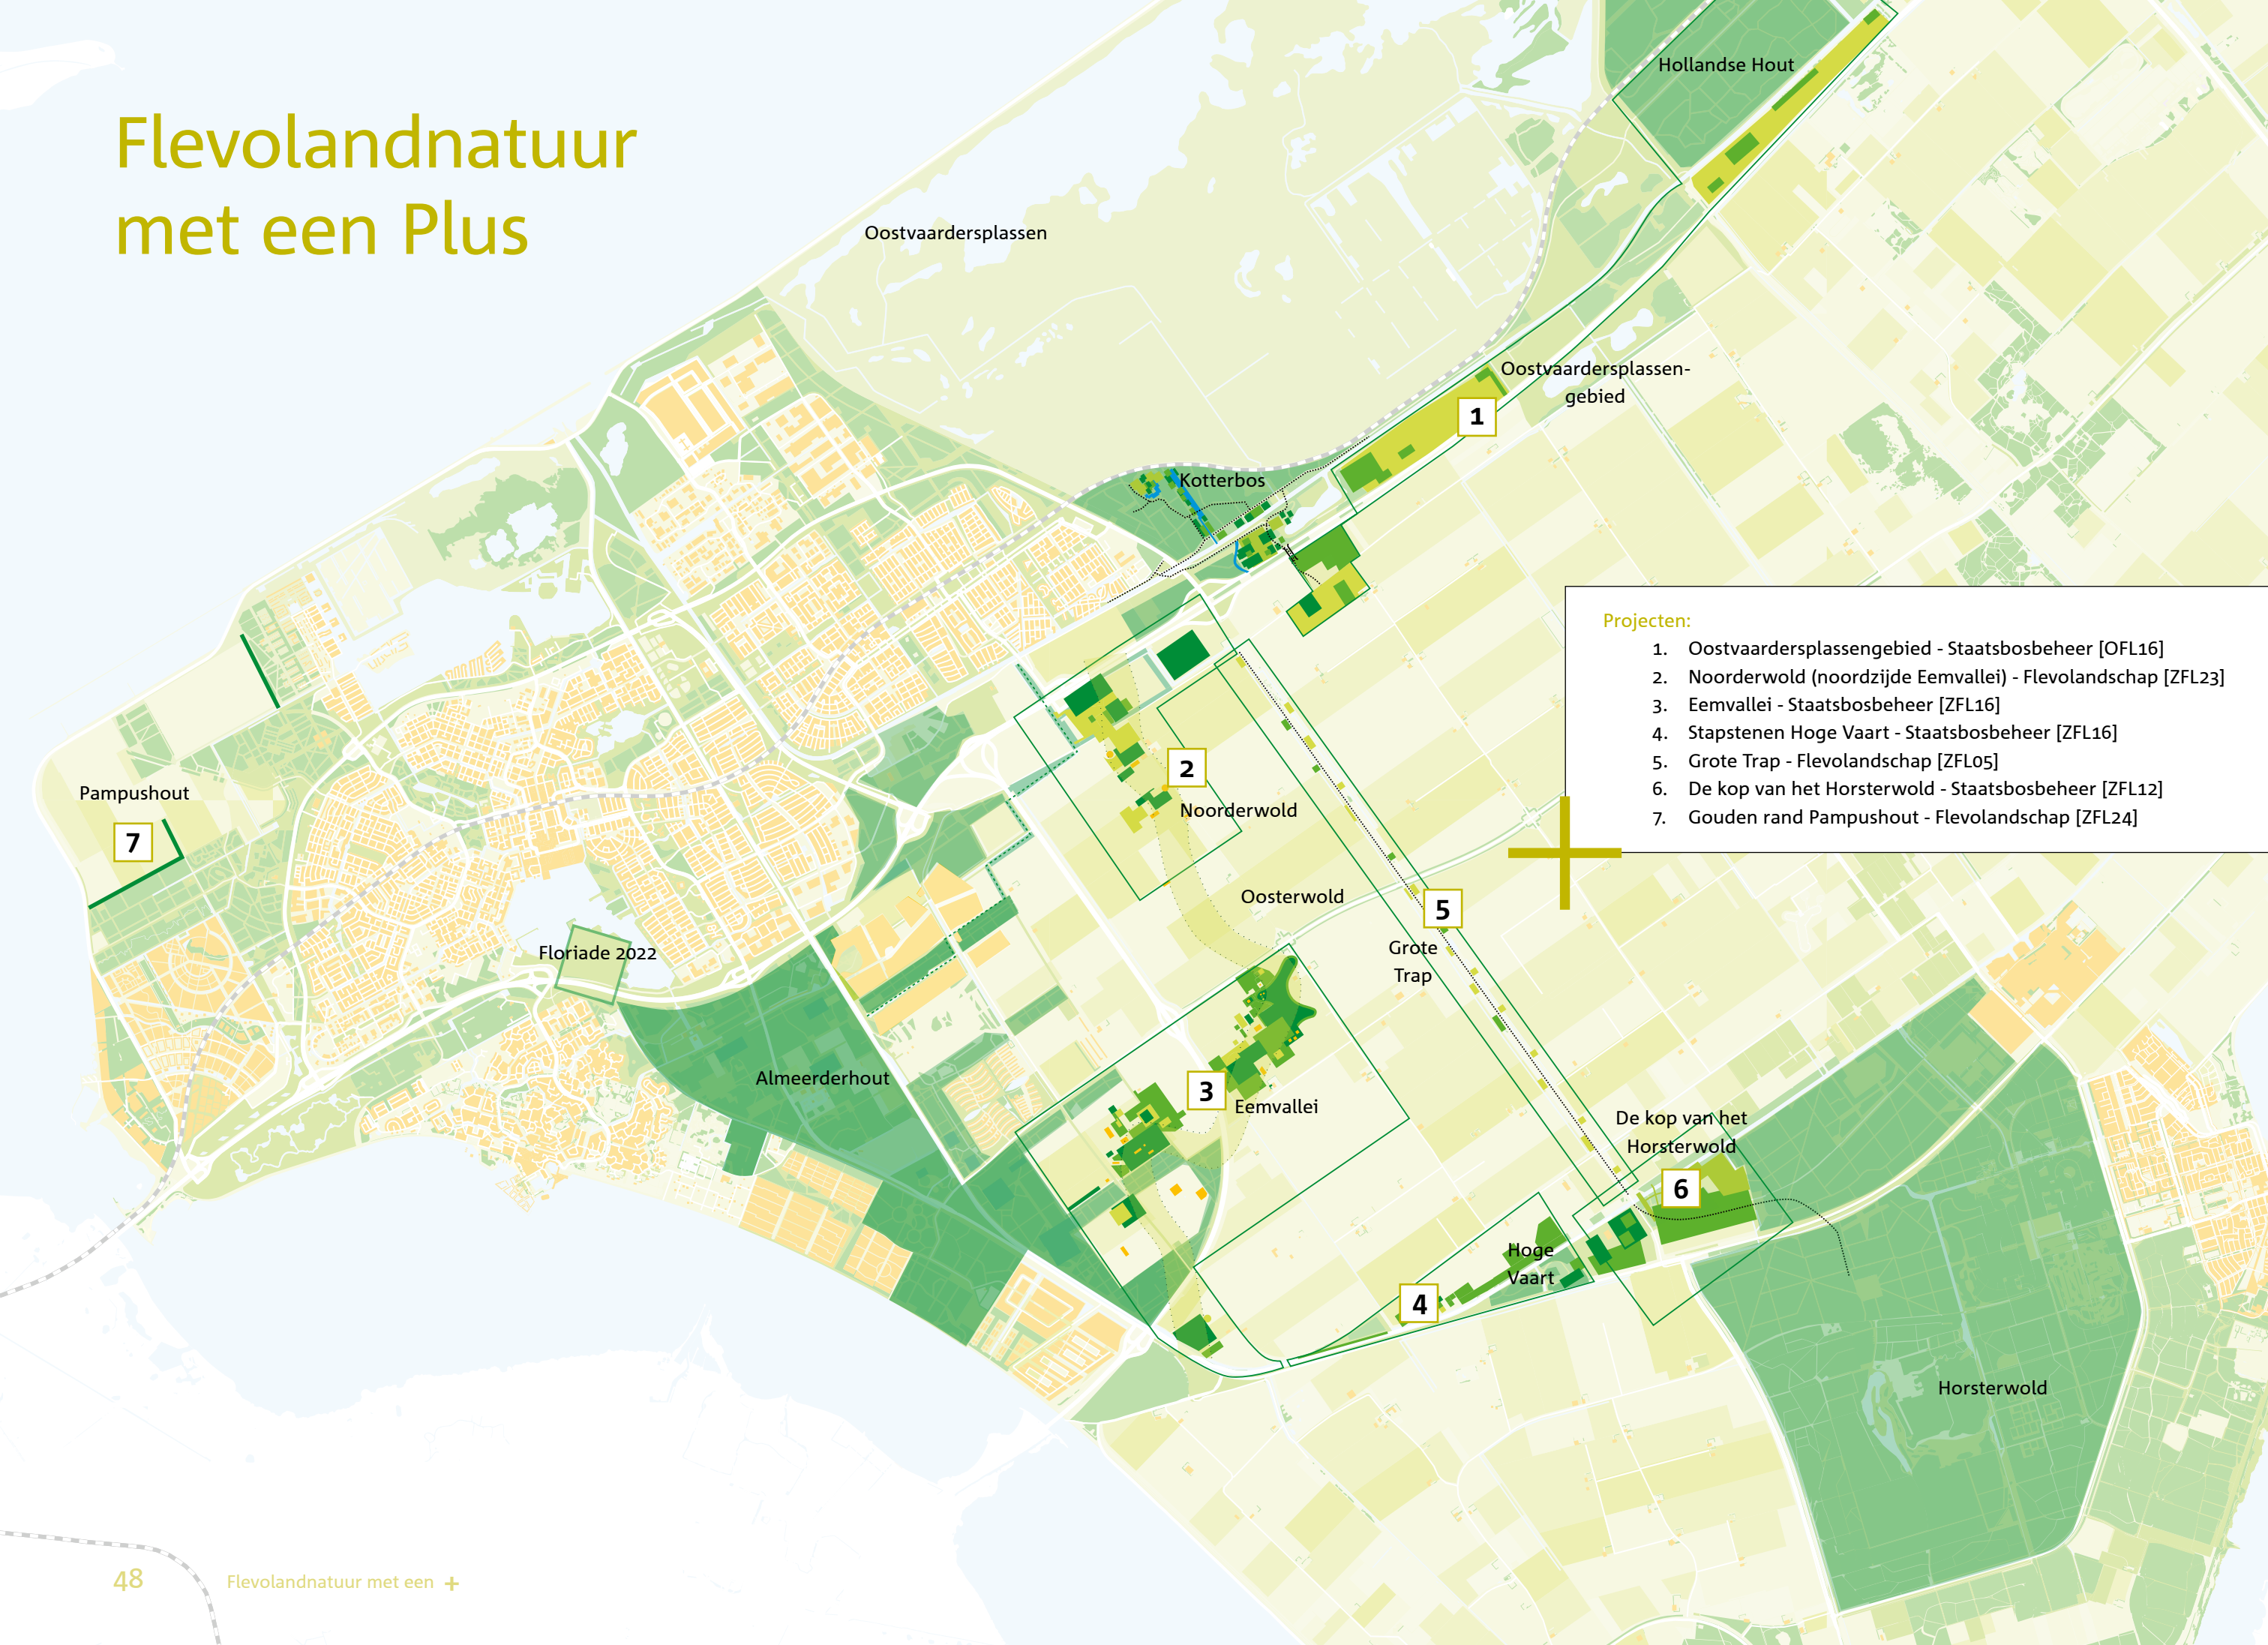 Flevolandnatuur
met een Plus
Hollandse Hout
Oostvaardersplassen
Oostvaardersplassen-
gebied
1
Kotterbos
Projecten:
1. Oostvaardersplassengebied - Staatsbosbeheer [OFL16]
2. Noorderwold (noordzijde Eemvallei) - Flevolandschap [ZFL23]
3. Eemvallei - Staatsbosbeheer [ZFL16]
4. Stapstenen Hoge Vaart - Staatsbosbeheer [ZFL16]
5. Grote Trap - Flevolandschap [ZFL05]
6. De kop van het Horsterwold - Staatsbosbeheer [ZFL12]
7. Gouden rand Pampushout - Flevolandschap [ZFL24]
2
Noorderwold
Pampushout
7
Oosterwold
5
Grote
Trap
Floriade 2022
Almeerderhout
3
Eemvallei
De kop van het
Horsterwold
6
Hoge
Vaart
4
Horsterwold
48
Flevolandnatuur met een +